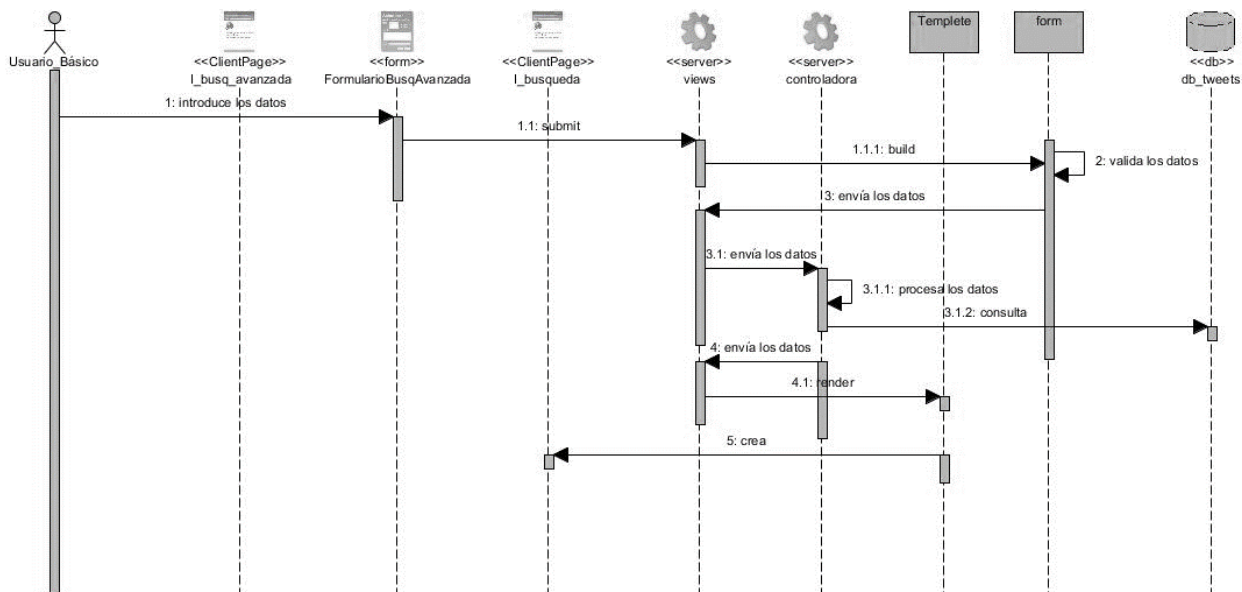 Templete
form
Usuario_Básico
<<ClientPage>>
I_busq_avanzada
<<form>>
FormularioBusqAvanzada
<<ClientPage>>
I_busqueda
<<server>>
views
<<server>>
controladora
<<db>>
db_tweets
1: introduce los datos
1.1: submit
1.1.1: build
2: valida los datos
3: envía los datos
3.1: envía los datos
3.1.1: procesa los datos
3.1.2: consulta
4: envía los datos
4.1: render
5: crea